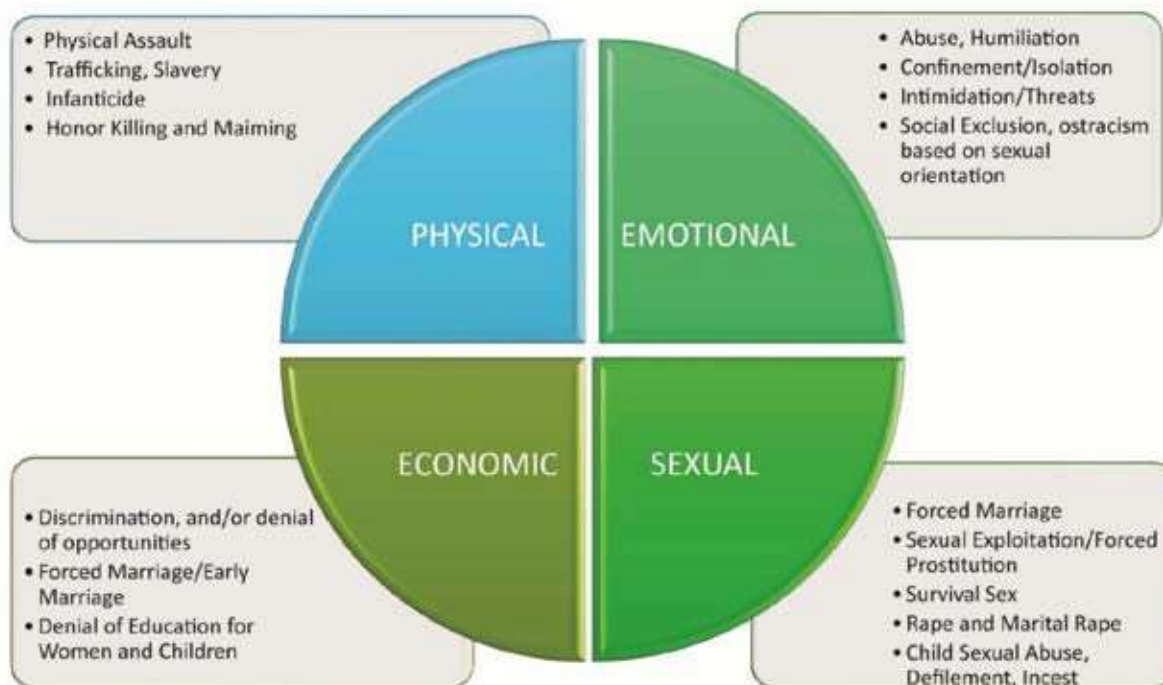 • Physical Assault
• Trafficking, Slavery
• Infanticide
• Honor Killing and Maiming
• Abuse, Humiliation
• Confinement/Isolation
• Intimidation/Threats
• Social Exclusion, ostracism
based on sexual
orientation
PHYSICAL
EMOTIONAL
ECONOMIC
SEXUAL
• Discrimination, and/or denial
of opportunities
• Forced Marriage/Early
Marriage
• Denial of Education for
Women and Children
• Forced Marriage
• Sexual Exploitation/Forced
Prostitution
• Survival Sex
• Rape and Marital Rape
• Child Sexual Abuse,
Defilement, Incest